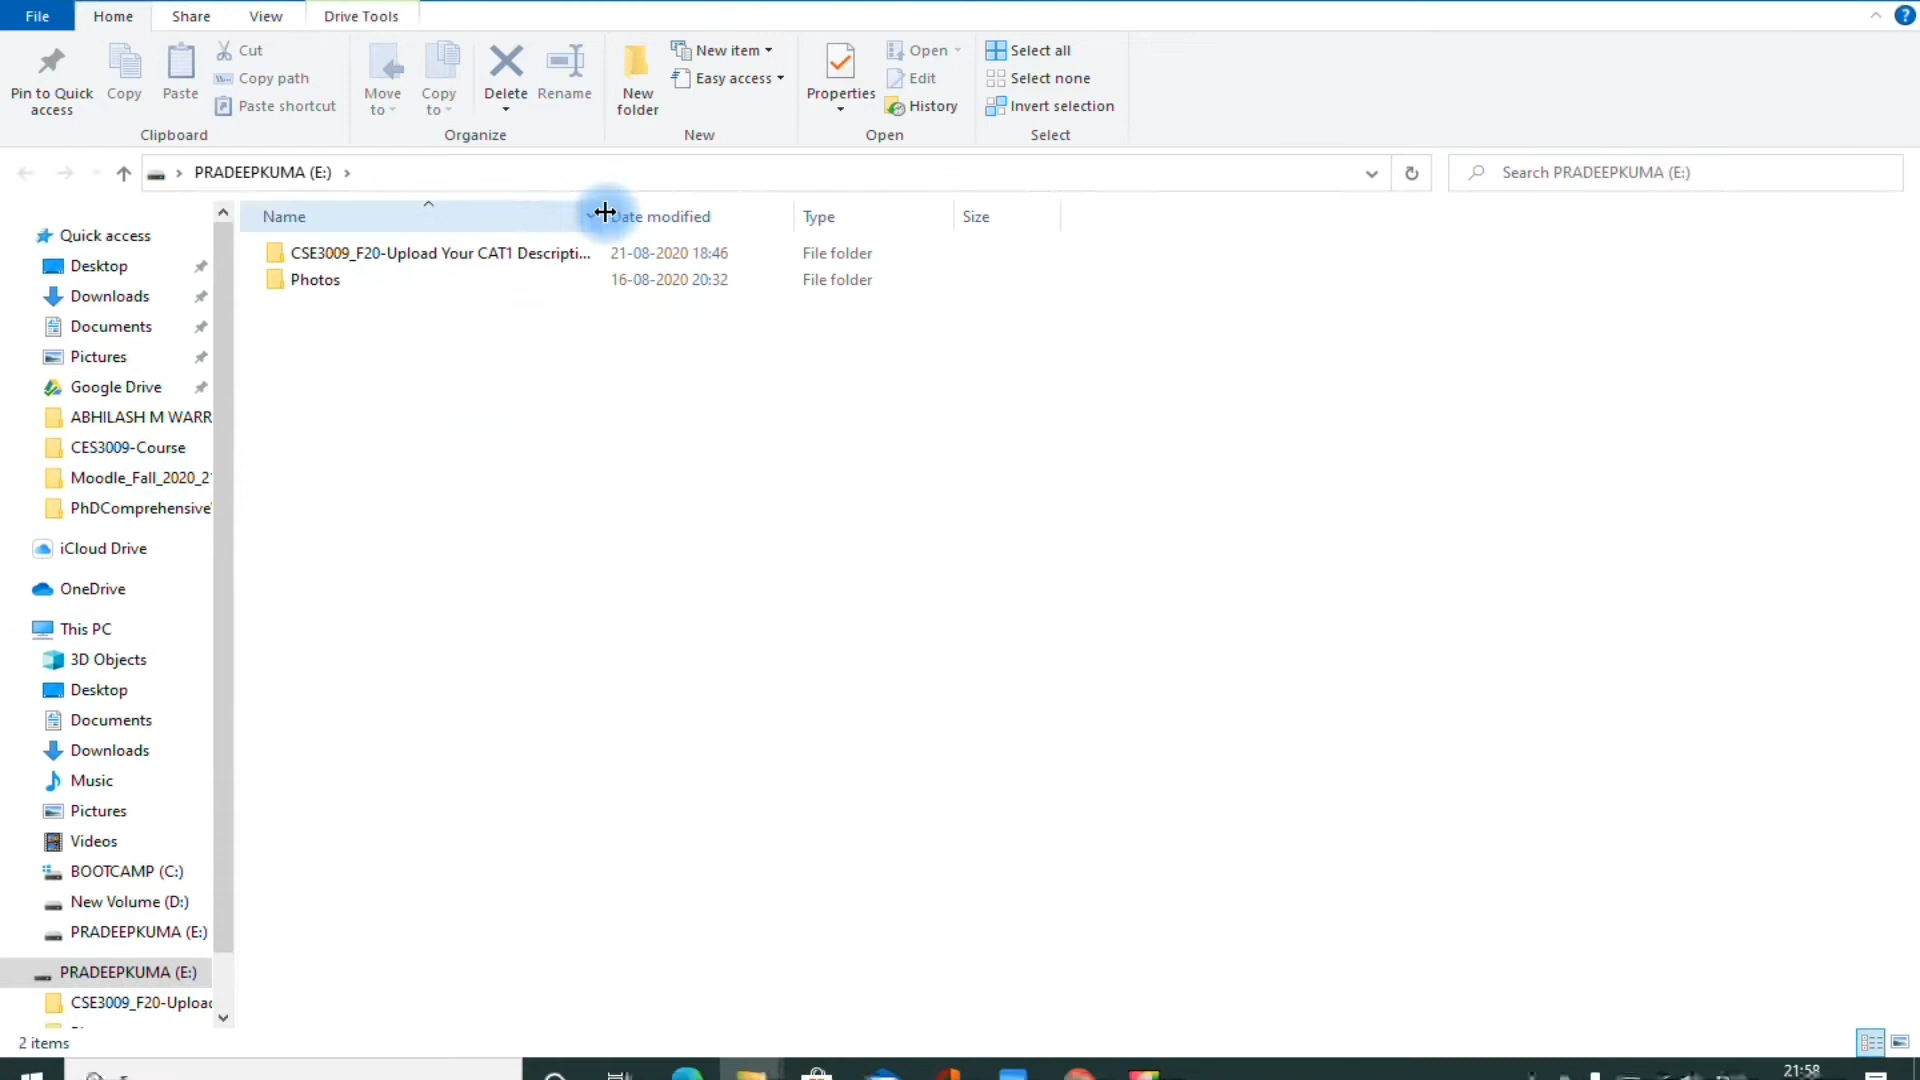 File Home Share View Drive Tools
Pin to Quick access
Copy
Paste
Cut
Copy path
Paste shortcut
Clipboard
Move to
Copy to
Delete
Rename
Organize
New folder
New item
Easy access
New
Properties
Open
Edit
History
Open
Select all
Select none
Invert selection
Select
PRADEEPKUMA (E:)
Search PRADEEPKUMA (E:)
Name Date modified Type Size
CSE3009_F20-Upload Your CAT1 Descripti... 21-08-2020 18:46 File folder
Photos 16-08-2020 20:32 File folder
Quick access
Desktop
Downloads
Documents
Pictures
Google Drive
ABHILASH M WARR
CES3009-Course
Moodle_Fall_2020_2
PhDComprehensive
iCloud Drive
OneDrive
This PC
3D Objects
Desktop
Documents
Downloads
Music
Pictures
Videos
BOOTCAMP (C:)
New Volume (D:)
PRADEEPKUMA (E:)
PRADEEPKUMA (E:)
CSE3009_F20-Upload
2 items
21:58